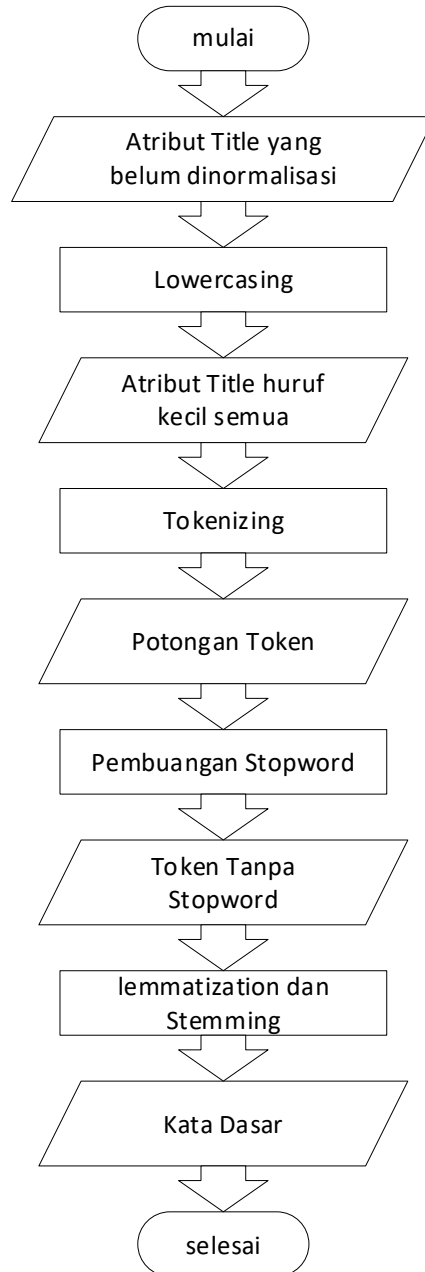 mulai
Atribut Title yang
belum dinormalisasi
Lowercasing
Atribut Title huruf
kecil semua
Tokenizing
Potongan Token
Pembuangan Stopword
Token Tanpa
Stopword
lemmatization dan
Stemming
Kata Dasar
selesai